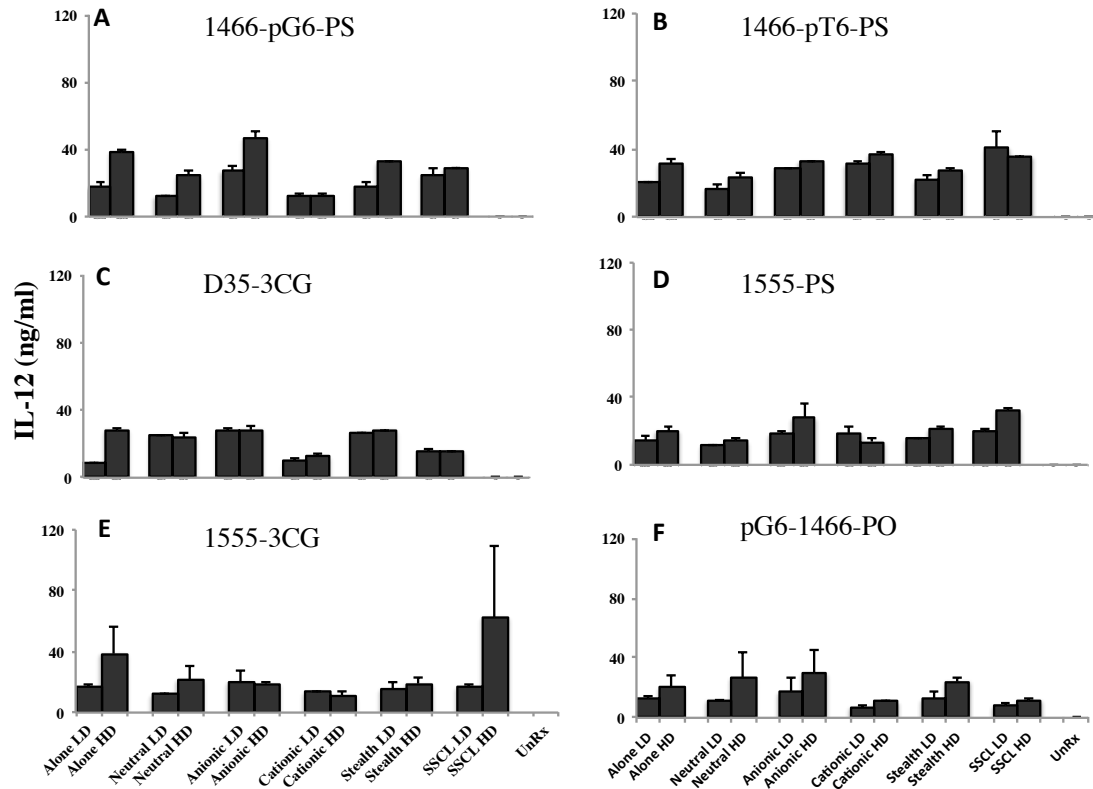 A
1466-pG6-PS
120
80
40
0
B
1466-pT6-PS
120
80
40
0
IL-12 (ng/ml)
C
D35-3CG
120
80
40
0
D
1555-PS
120
80
40
0
E
1555-3CG
120
80
40
0
Alone LD
Alone HD
Neutral LD
Neutral HD
Anionic LD
Anionic HD
Cationic LD
Cationic HD
Stealth LD
Stealth HD
SSCL LD
SSCL HD
UnRx
F
pG6-1466-PO
120
80
40
0
Alone LD
Alone HD
Neutral LD
Neutral HD
Anionic LD
Anionic HD
Cationic LD
Cationic HD
Stealth LD
Stealth HD
SSCL LD
SSCL HD
UnRx